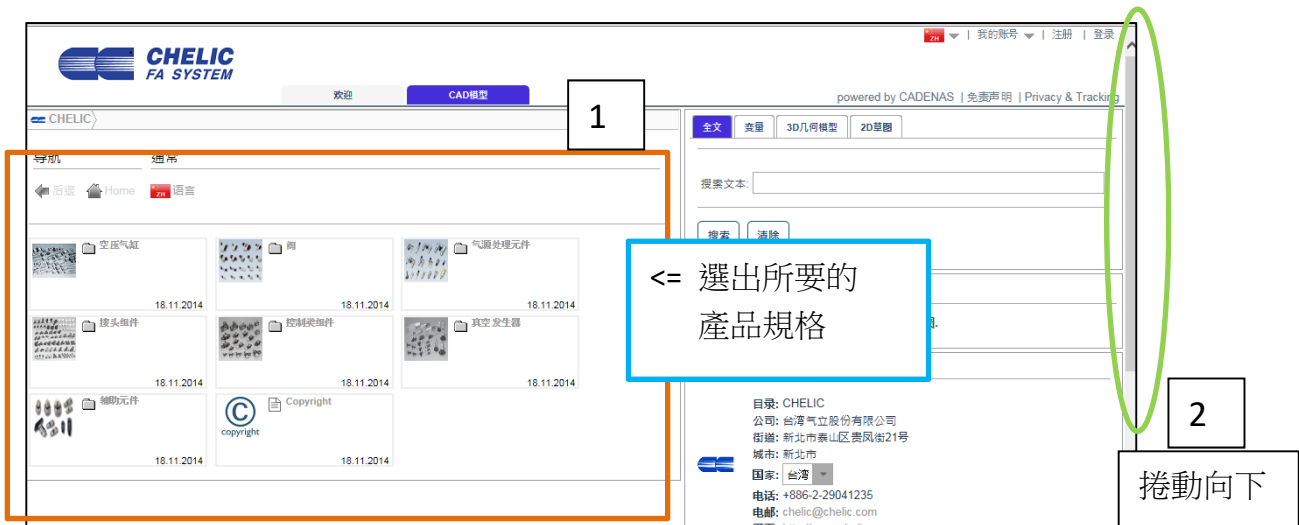 ZH | 我的账号 | 注册 | 登录
CHELIC
FA SYSTEM
欢迎 CAD模型
powered by CADENAS | 免责声明 | Privacy & Tracking
1
CHELIC
全文 变量 3D几何模型 2D草图
导航 通常
后退 Home ZH 语言
搜索文本:
搜索 清除
空压气缸 阀 气源处理元件
18.11.2014 18.11.2014 18.11.2014
<= 選出所要的
產品規格
接头组件 控制类组件 真空发生器
18.11.2014 18.11.2014 18.11.2014
辅助元件 Copyright
copyright
18.11.2014 18.11.2014
目录: CHELIC
公司: 台湾气立股份有限公司
街道: 新北市泰山区贵凤街21号
城市: 新北市
国家: 台湾
电话: +886-2-29041235
电邮: chelic@chelic.com
2
捲動向下